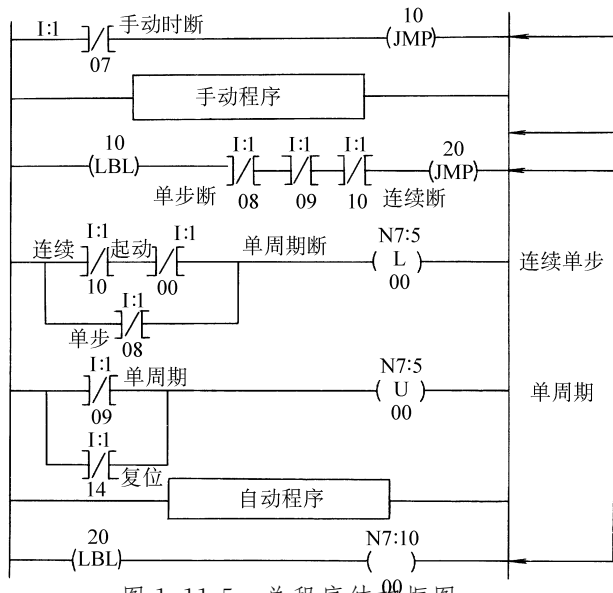 I:1 手动时断 10
07 (JMP)
手动程序
10 I:1 I:1 I:1 20
(LBL) (JMP)
单步断 08 09 10 连续断
I:1 I:1 N7:5
连续 起动 单周期断 L 连续单步
10 00 00
I:1
单步 08
I:1 N7:5
单周期 U 单周期
09 00
I:1
14 复位
自动程序
20 N7:10
(LBL) ( )
00